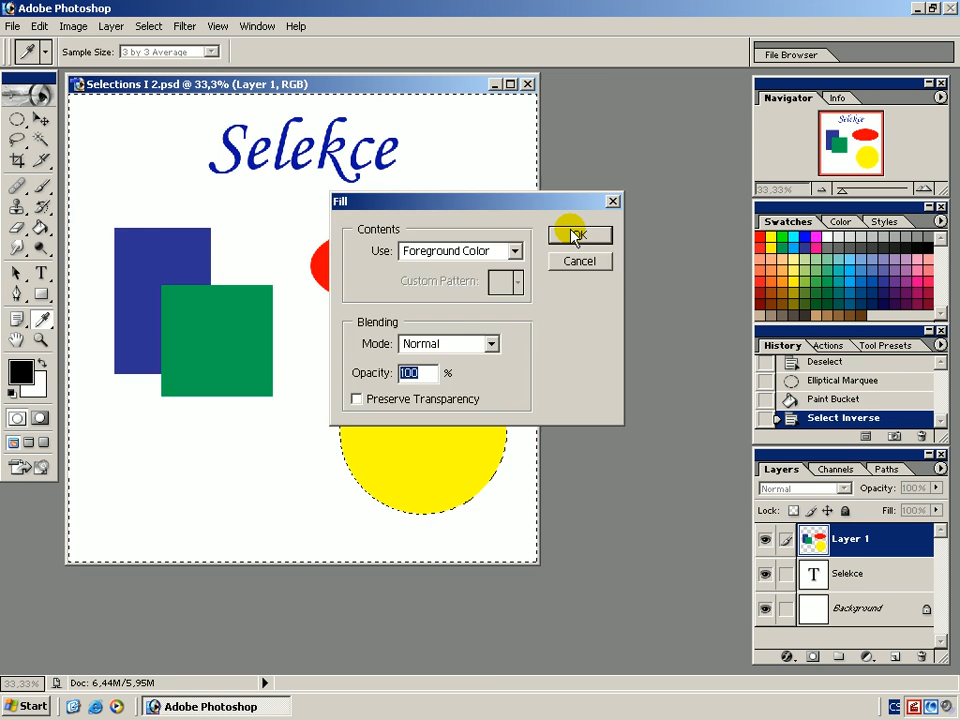 Adobe Photoshop
File Edit Image Layer Select Filter View Window Help
Sample Size: 3 by 3 Average
File Browser
Selections I 2.psd @ 33,3% (Layer 1, RGB)
Selekce
Fill
Contents
Use: Foreground Color
Custom Pattern:
OK
Cancel
Blending
Mode: Normal
Opacity: 100 %
Preserve Transparency
Navigator Info
Selekce
33,33%
Swatches Color Styles
History Actions Tool Presets
Deselect
Elliptical Marquee
Paint Bucket
Select Inverse
Layers Channels Paths
Normal Opacity: 100%
Lock: Fill: 100%
Layer 1
T Selekce
Background
33,33% Doc: 6,44M/5,95M
Start Adobe Photoshop CS